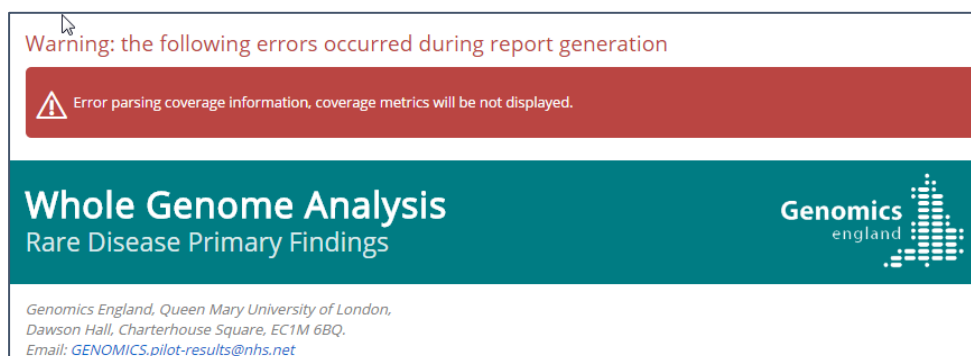 Warning: the following errors occurred during report generation
Error parsing coverage information, coverage metrics will be not displayed.
Whole Genome Analysis
Rare Disease Primary Findings
Genomics
england
Genomics England, Queen Mary University of London,
Dawson Hall, Charterhouse Square, EC1M 6BQ.
Email: GENOMICS.pilot-results@nhs.net